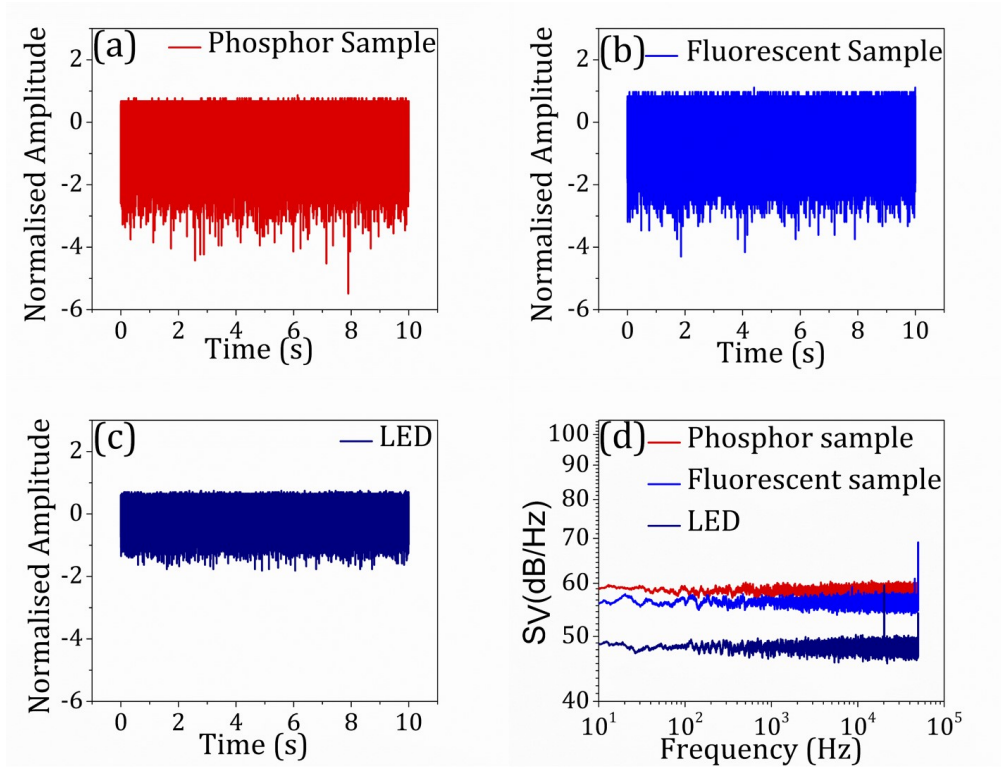 (a)
Phosphor Sample
Normalised Amplitude
2
0
-2
-4
-6
0 2 4 6 8 10
Time (s)
(b)
Fluorescent Sample
Normalised Amplitude
2
0
-2
-4
-6
0 2 4 6 8 10
Time (s)
(c)
LED
Normalised Amplitude
2
0
-2
-4
-6
0 2 4 6 8 10
Time (s)
(d)
Phosphor sample
Fluorescent sample
LED
Sv(dB/Hz)
100
90
80
70
60
50
40
10¹ 10² 10³ 10⁴ 10⁵
Frequency (Hz)